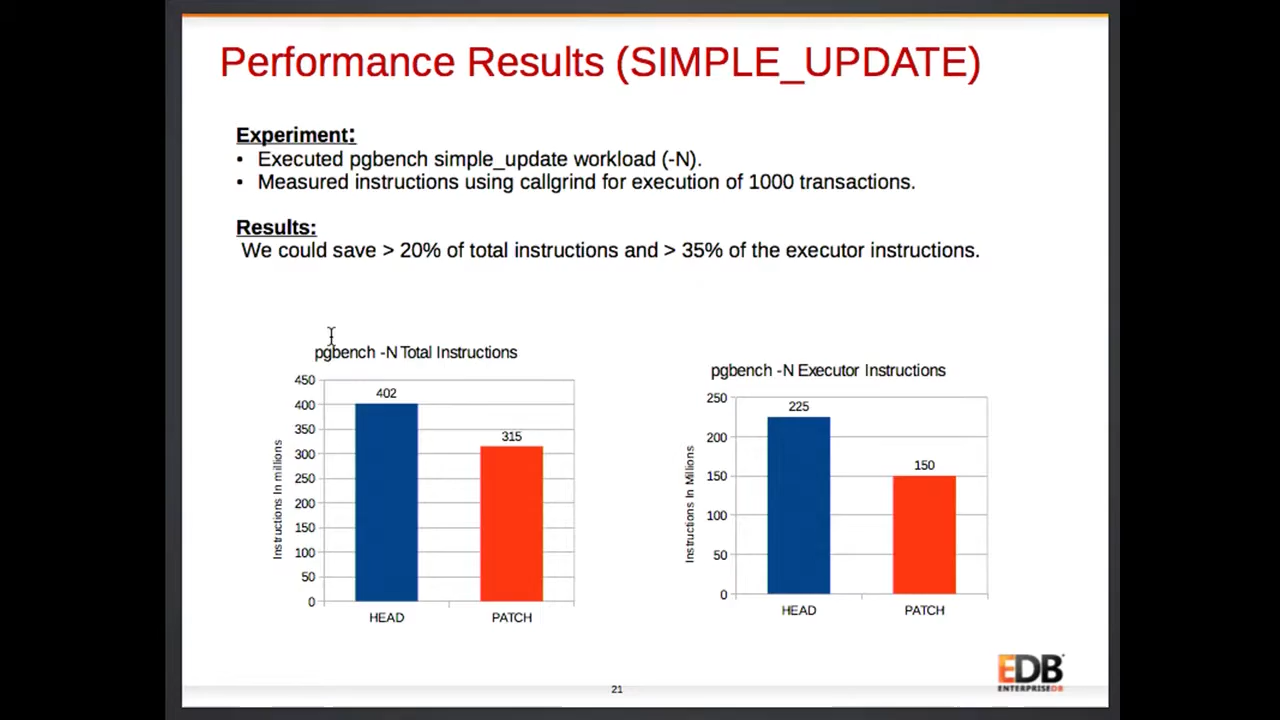 Performance Results (SIMPLE_UPDATE)
Experiment:
• Executed pgbench simple_update workload (-N).
• Measured instructions using callgrind for execution of 1000 transactions.
Results:
We could save > 20% of total instructions and > 35% of the executor instructions.
pgbench -N Total Instructions
450
400
350
300
250
200
150
100
50
0
Instructions In millions
402
315
HEAD
PATCH
pgbench -N Executor Instructions
250
200
150
100
50
0
Instructions In Millions
225
150
HEAD
PATCH
EDB
ENTERPRISEDB
21